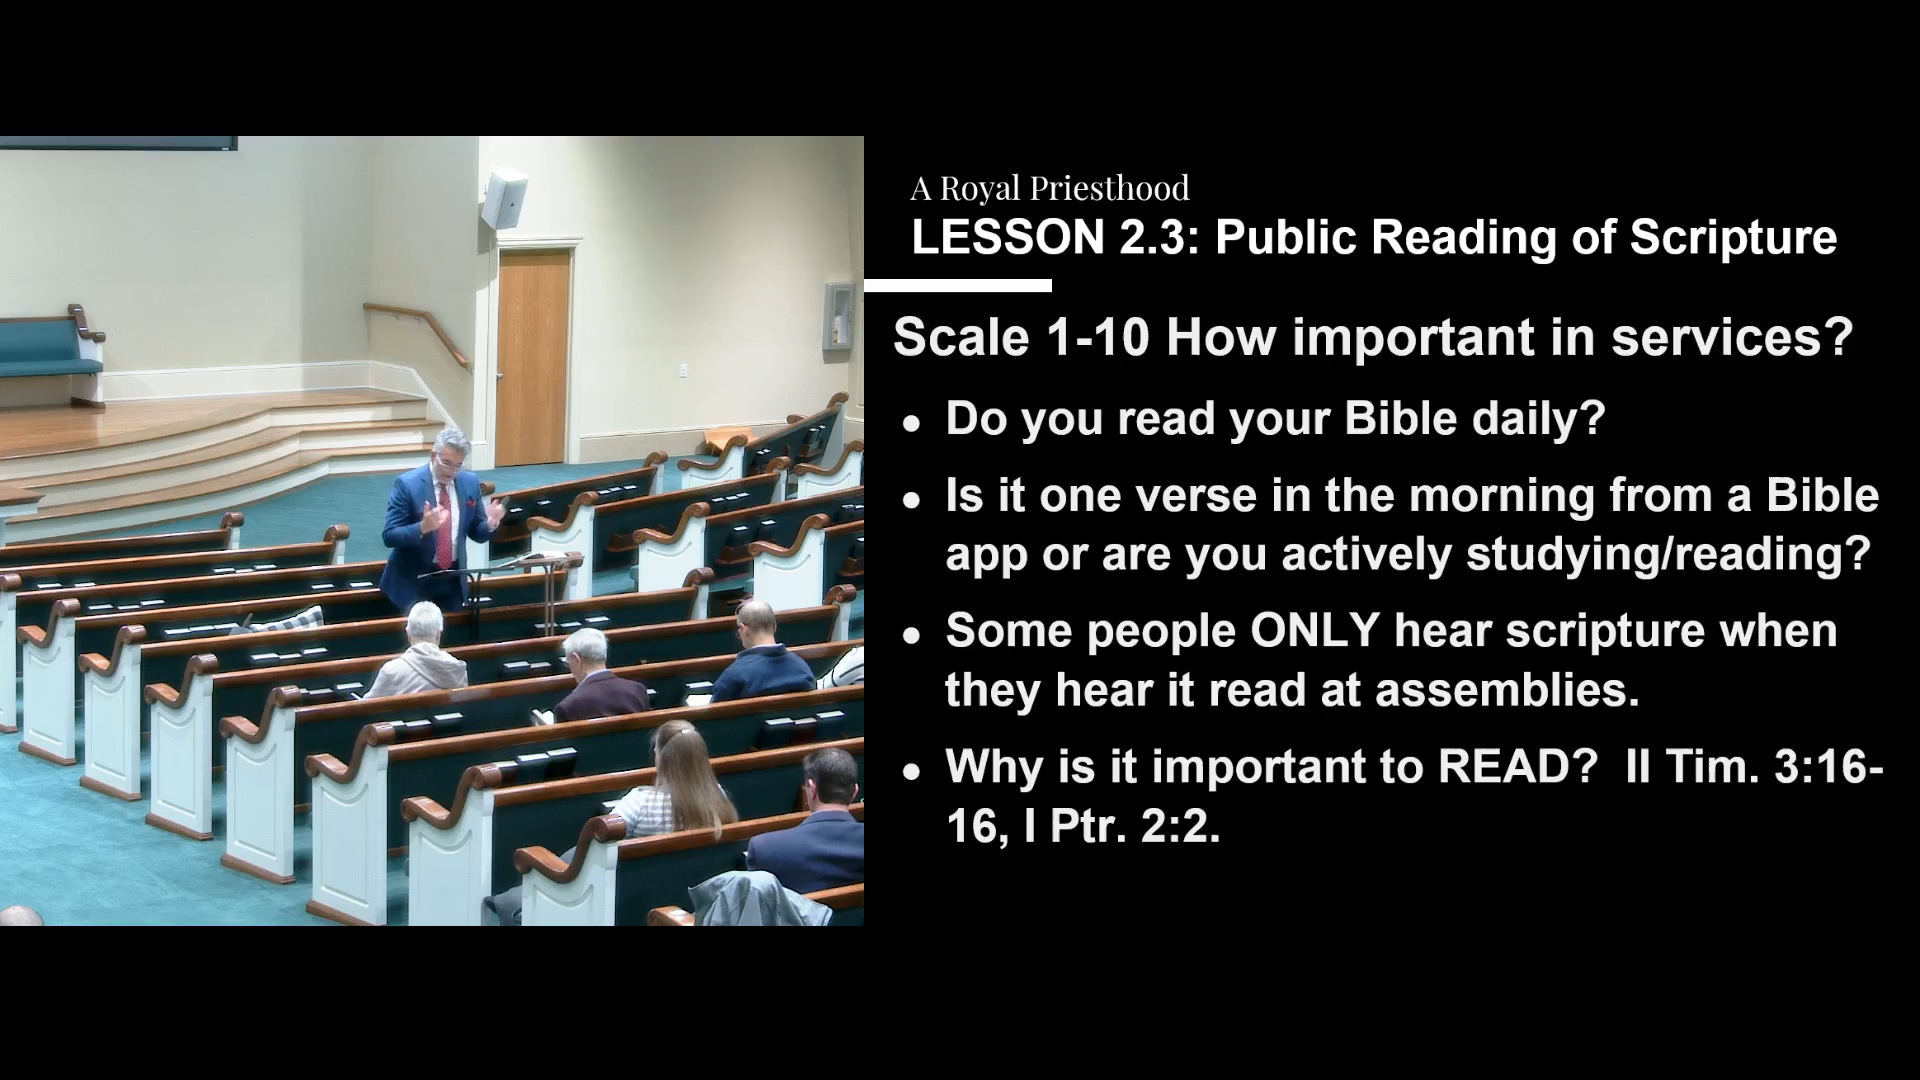 A Royal Priesthood
LESSON 2.3: Public Reading of Scripture
Scale 1-10 How important in services?
● Do you read your Bible daily?
● Is it one verse in the morning from a Bible
app or are you actively studying/reading?
● Some people ONLY hear scripture when
they hear it read at assemblies.
● Why is it important to READ?  II Tim. 3:16-
16, I Ptr. 2:2.